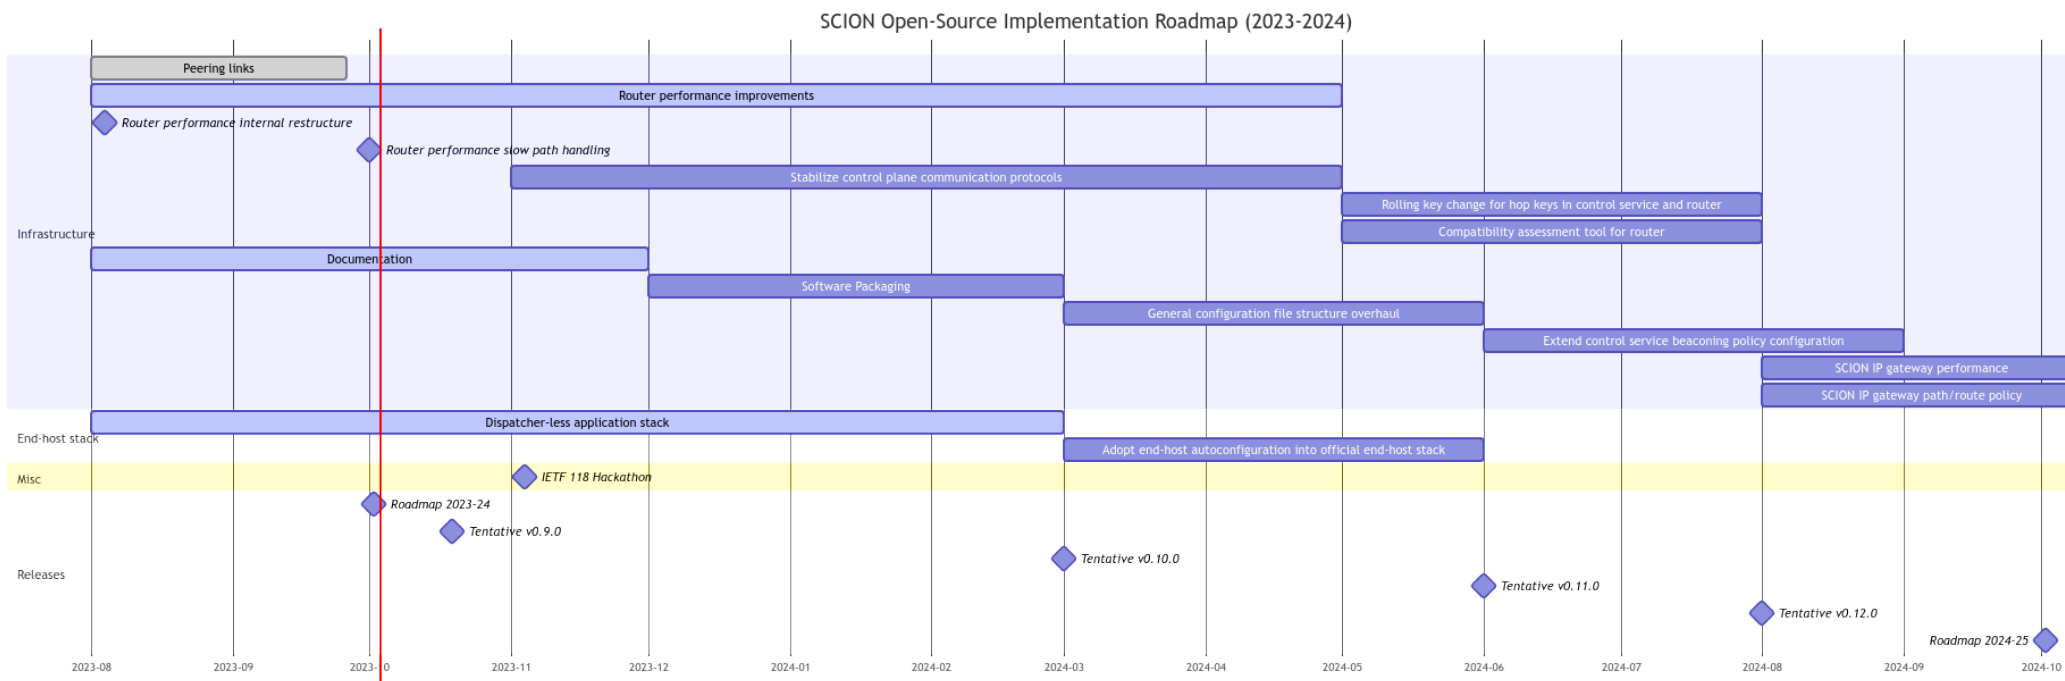 SCION Open-Source Implementation Roadmap (2023-2024)
Peering links
Router performance improvements
Router performance internal restructure
Router performance slow path handling
Stabilize control plane communication protocols
Rolling key change for hop keys in control service and router
Infrastructure
Compatibility assessment tool for router
Documentation
Software Packaging
General configuration file structure overhaul
Extend control service beaconing policy configuration
SCION IP gateway performance
SCION IP gateway path/route policy
Dispatcher-less application stack
End-host stack
Adopt end-host autoconfiguration into official end-host stack
Misc
IETF 118 Hackathon
Roadmap 2023-24
Tentative v0.9.0
Tentative v0.10.0
Releases
Tentative v0.11.0
Tentative v0.12.0
Roadmap 2024-25
2023-08 2023-09 2023-10 2023-11 2023-12 2024-01 2024-02 2024-03 2024-04 2024-05 2024-06 2024-07 2024-08 2024-09 2024-10